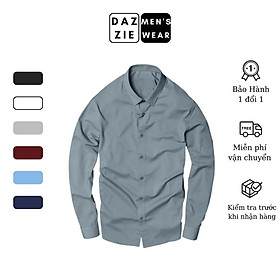 DAZ MEN'S
ZIE WEAR
1
Bảo Hành
1 đổi 1
FREE
Miễn phí
vận chuyển
Kiểm tra trước
khi nhận hàng